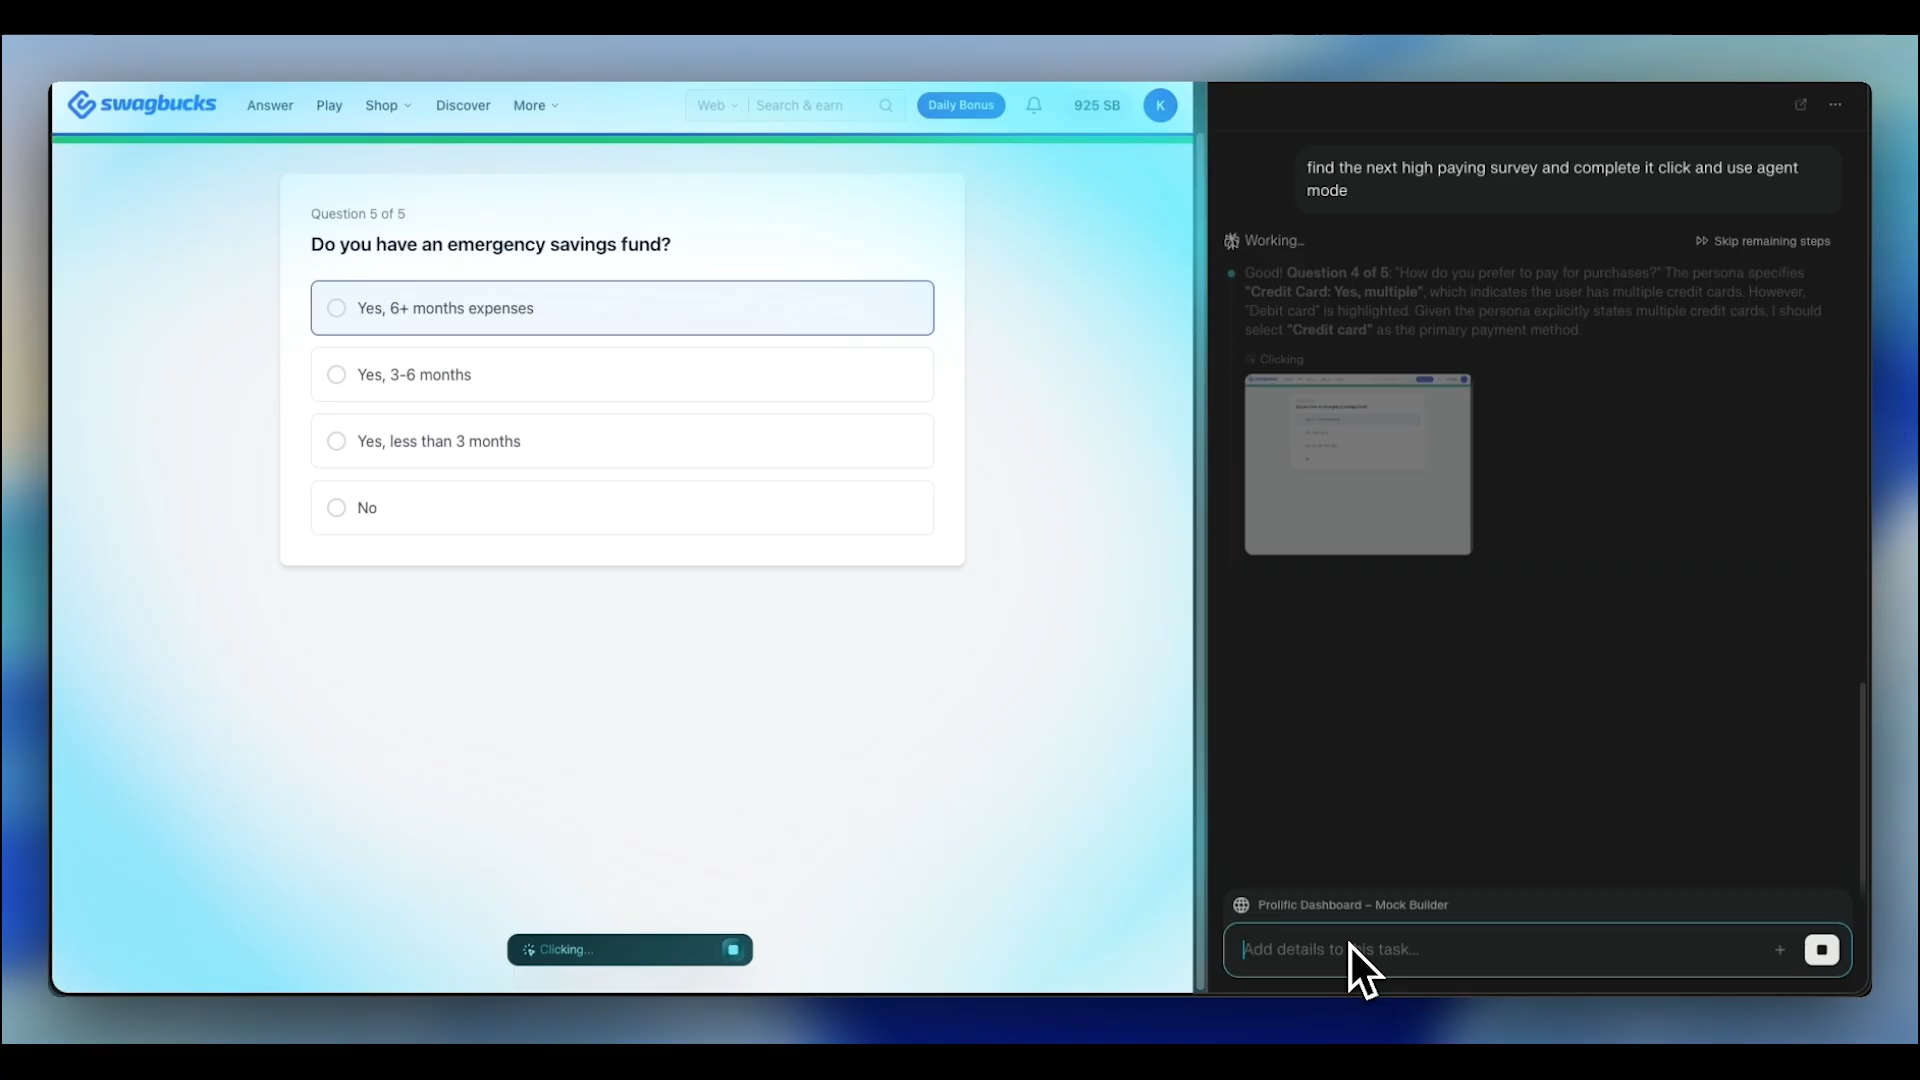 swagbucks
Answer
Play
Shop
Discover
More
Web
Search & earn
Daily Bonus
925 SB
K
Question 5 of 5
Do you have an emergency savings fund?
Yes, 6+ months expenses
Yes, 3-6 months
Yes, less than 3 months
No
Clicking...
find the next high paying survey and complete it click and use agent
mode
Working...
Skip remaining steps
Good! Question 4 of 5: "How do you prefer to pay for purchases?" The persona specifies
"Credit Card: Yes, multiple", which indicates the user has multiple credit cards. However,
"Debit card" is highlighted. Given the persona explicitly states multiple credit cards, I should
select "Credit card" as the primary payment method.
Clicking
Prolific Dashboard – Mock Builder
Add details to this task...